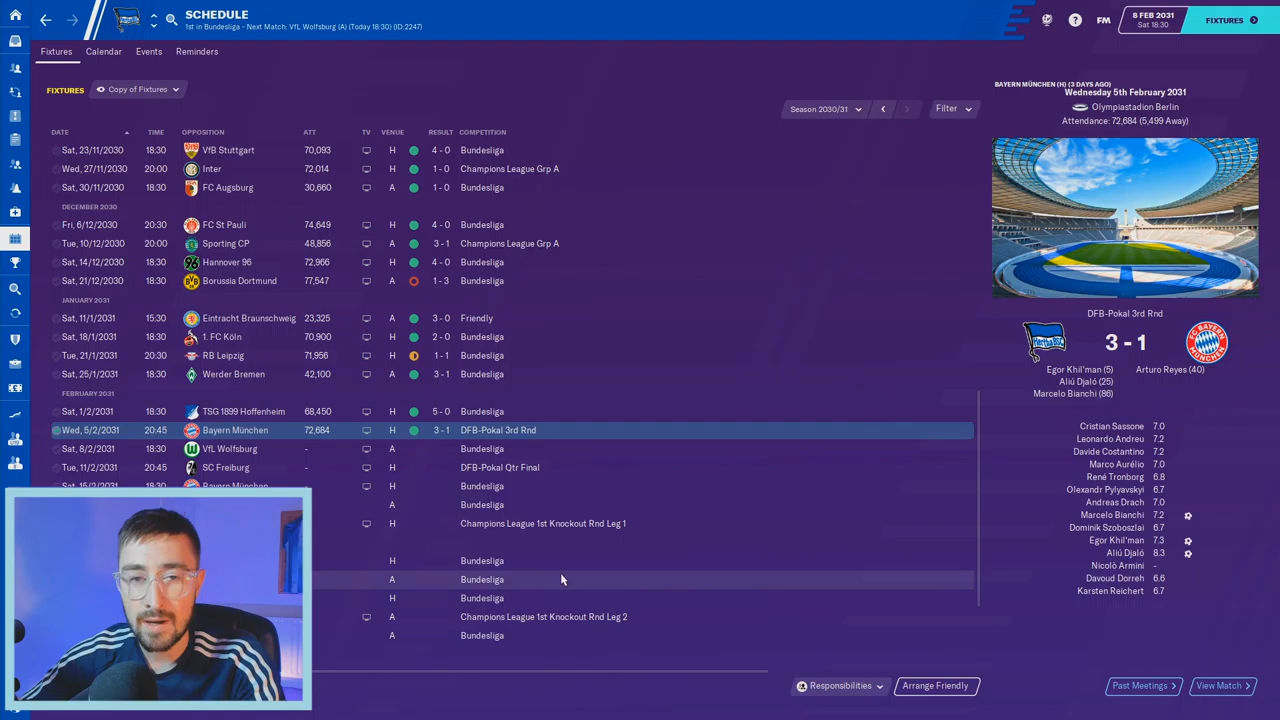 SCHEDULE
1st in Bundesliga - Next Match: VfL Wolfsburg (A) (Today 18:30) (ID:2247)
FM
8 FEB 2031
Sat 18:30
FIXTURES
Fixtures Calendar Events Reminders
FIXTURES Copy of Fixtures
Season 2030/31 Filter
DATE TIME OPPOSITION ATT TV VENUE RESULT COMPETITION
Sat, 23/11/2030 18:30 VfB Stuttgart 70,093 H 4 - 0 Bundesliga
Wed, 27/11/2030 20:00 Inter 72,014 H 1 - 0 Champions League Grp A
Sat, 30/11/2030 18:30 FC Augsburg 30,660 A 1 - 0 Bundesliga
DECEMBER 2030
Fri, 6/12/2030 20:30 FC St Pauli 74,649 H 4 - 0 Bundesliga
Tue, 10/12/2030 20:00 Sporting CP 48,856 A 3 - 1 Champions League Grp A
Sat, 14/12/2030 18:30 Hannover 96 72,966 H 4 - 0 Bundesliga
Sat, 21/12/2030 18:30 Borussia Dortmund 77,547 A 1 - 3 Bundesliga
JANUARY 2031
Sat, 11/1/2031 15:30 Eintracht Braunschweig 23,325 A 3 - 0 Friendly
Sat, 18/1/2031 18:30 1. FC Köln 70,900 H 2 - 0 Bundesliga
Tue, 21/1/2031 20:30 RB Leipzig 71,956 H 1 - 1 Bundesliga
Sat, 25/1/2031 18:30 Werder Bremen 42,100 A 3 - 1 Bundesliga
FEBRUARY 2031
Sat, 1/2/2031 18:30 TSG 1899 Hoffenheim 68,450 H 5 - 0 Bundesliga
Wed, 5/2/2031 20:45 Bayern München 72,684 H 3 - 1 DFB-Pokal 3rd Rnd
Sat, 8/2/2031 18:30 VfL Wolfsburg - A Bundesliga
Tue, 11/2/2031 20:45 SC Freiburg - H DFB-Pokal Qtr Final
Sat, 15/2/2031 18:30 Bayern München - H Bundesliga
A Bundesliga
H Champions League 1st Knockout Rnd Leg 1
H Bundesliga
A Bundesliga
H Bundesliga
A Champions League 1st Knockout Rnd Leg 2
A Bundesliga
Responsibilities Arrange Friendly
BAYERN MÜNCHEN (H) (3 DAYS AGO)
Wednesday 5th February 2031
Olympiastadion Berlin
Attendance: 72,684 (5,499 Away)
DFB-Pokal 3rd Rnd
3 - 1
Egor Khil'man (5) Arturo Reyes (40)
Aliú Djaló (25)
Marcelo Bianchi (86)
Cristian Sassone 7.0
Leonardo Andreu 7.2
Davide Costantino 7.2
Marco Aurélio 7.0
René Tronborg 6.8
Olexandr Pylyavskyi 6.7
Andreas Drach 7.0
Marcelo Bianchi 7.2
Dominik Szoboszlai 6.7
Egor Khil'man 7.3
Aliú Djaló 8.3
Nicolò Armini -
Davoud Dorreh 6.6
Karsten Reichert 6.7
Past Meetings View Match